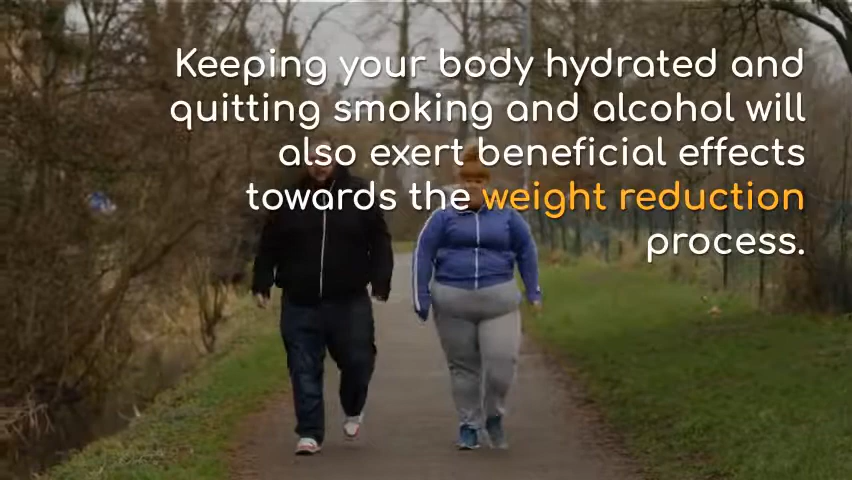 Keeping your body hydrated and
quitting smoking and alcohol will
also exert beneficial effects
towards the weight reduction
process.